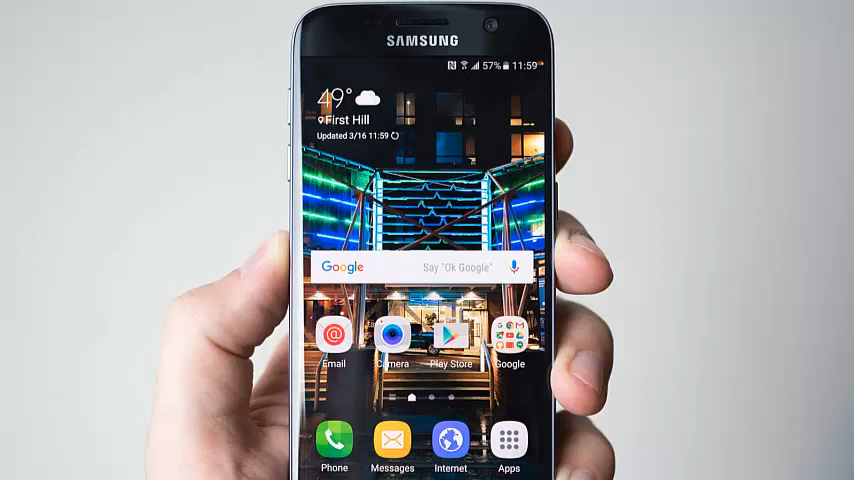 SAMSUNG
57% 11:59
49°
First Hill
Updated 3/16 11:59
Google Say "Ok Google"
Email Camera Play Store Google
Phone Messages Internet Apps